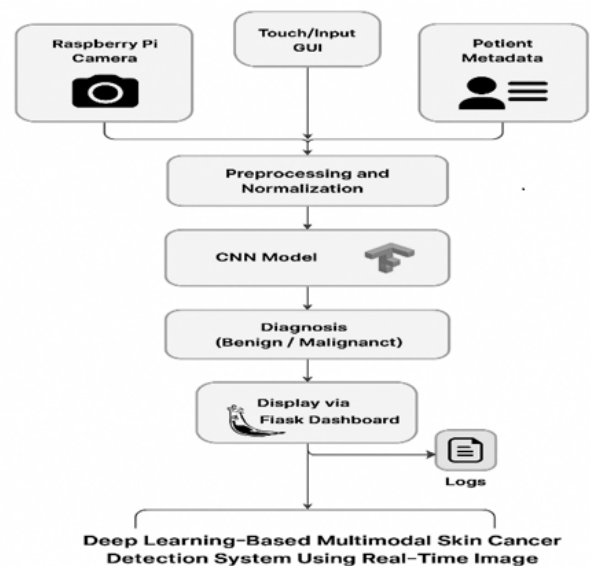 Raspberry Pi
Camera
Touch/Input
GUI
Petient
Metadata
Preprocessing and
Normalization
CNN Model
Diagnosis
(Benign / Malignanct)
Display via
Fiask Dashboard
Logs
Deep Learning-Based Multimodal Skin Cancer
Detection System Using Real-Time Image